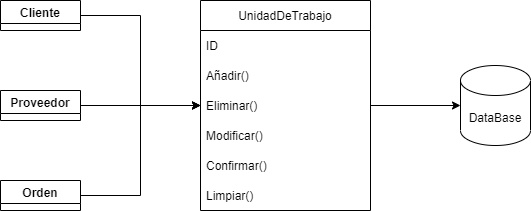 Cliente
Proveedor
Orden
UnidadDeTrabajo
ID
Añadir()
Eliminar()
Modificar()
Confirmar()
Limpiar()
DataBase